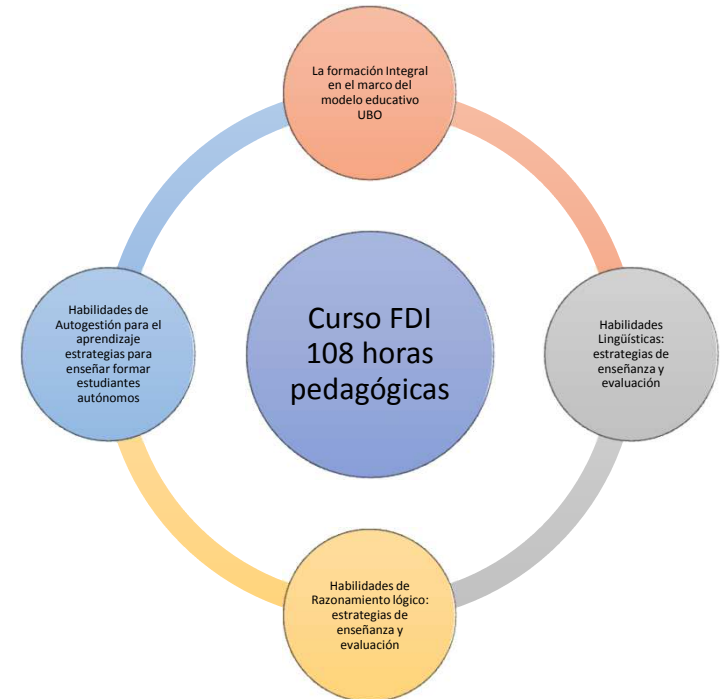 La formación Integral
en el marco del
modelo educativo
UBO
Curso FDI
108 horas
pedagógicas
Habilidades
Lingüísticas:
estrategias de
enseñanza y
evaluación
Habilidades de
Razonamiento lógico:
estrategias de
enseñanza y
evaluación
Habilidades de
Autogestión para el
aprendizaje
estrategias para
enseñar formar
estudiantes
autónomos